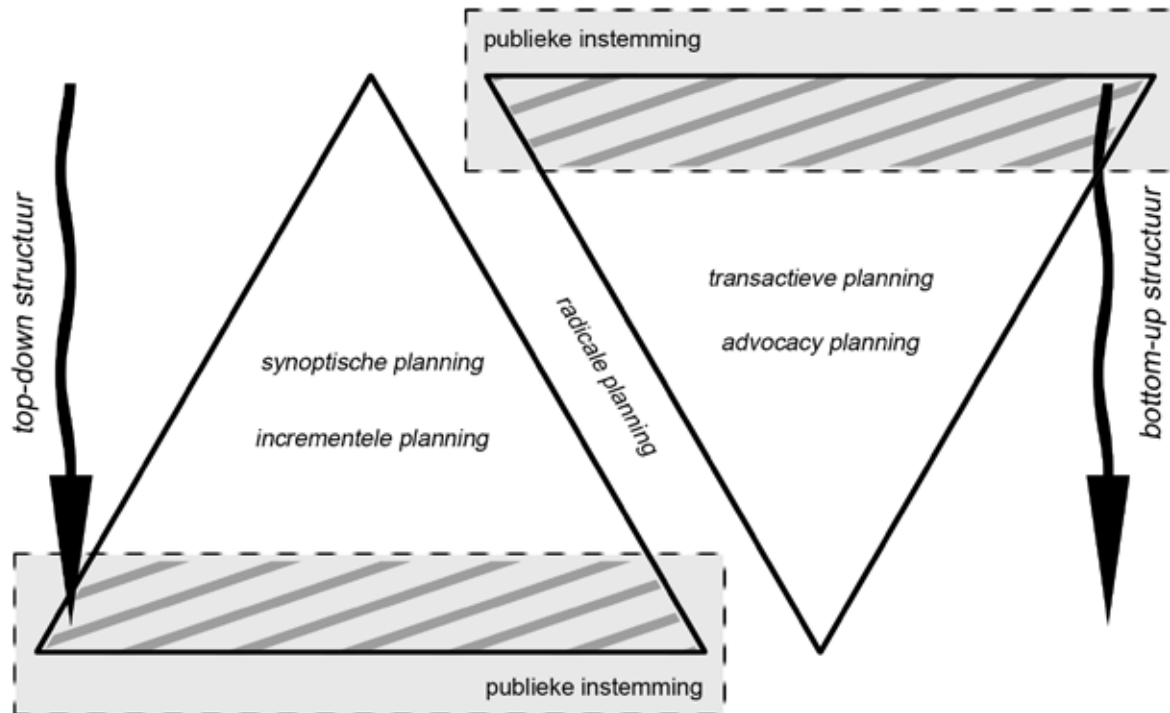 publieke instemming
top-down structuur
synoptische planning
incrementele planning
radicale planning
transactieve planning
advocacy planning
bottom-up structuur
publieke instemming